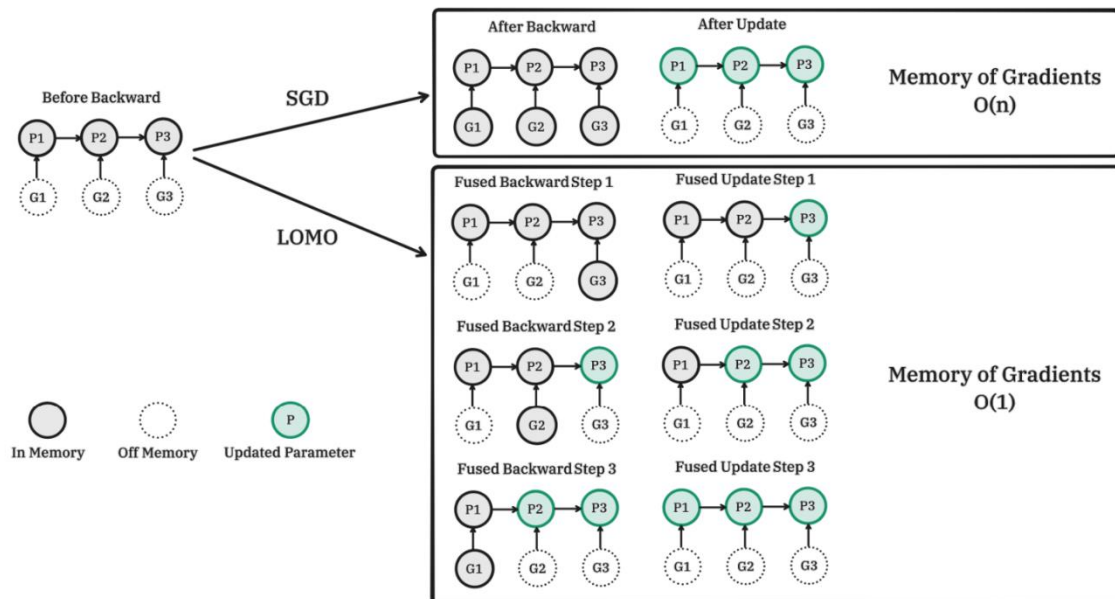 Before Backward
P1 P2 P3
G1 G2 G3
SGD
LOMO
After Backward
P1 P2 P3
G1 G2 G3
After Update
P1 P2 P3
G1 G2 G3
Memory of Gradients
O(n)
Fused Backward Step 1
P1 P2 P3
G1 G2 G3
Fused Update Step 1
P1 P2 P3
G1 G2 G3
Fused Backward Step 2
P1 P2 P3
G1 G2 G3
Fused Update Step 2
P1 P2 P3
G1 G2 G3
Fused Backward Step 3
P1 P2 P3
G1 G2 G3
Fused Update Step 3
P1 P2 P3
G1 G2 G3
Memory of Gradients
O(1)
P
In Memory
Off Memory
Updated Parameter